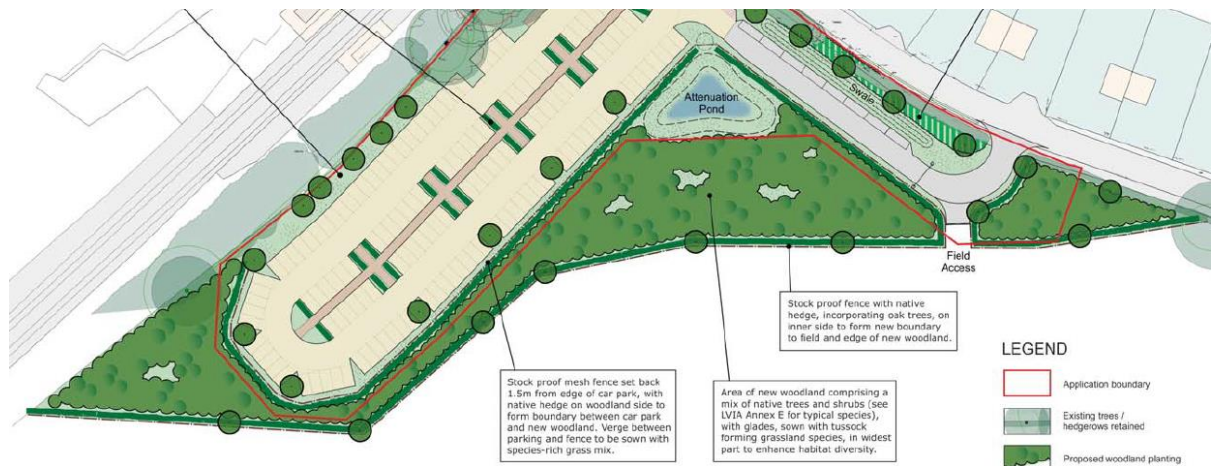 Attenuation
Pond
Swale
Field
Access
Stock proof fence with native
hedge, incorporating oak trees, on
inner side to form new boundary
to field and edge of new woodland.
Stock proof mesh fence set back
1.5m from edge of car park, with
native hedge on woodland side to
form boundary between car park
and new woodland. Verge between
parking and fence to be sown with
species-rich grass mix.
Area of new woodland comprising a
mix of native trees and shrubs (see
LVIA Annex E for typical species),
with glades, sown with tussock
forming grassland species, in widest
part to enhance habitat diversity.
LEGEND
Application boundary
Existing trees /
hedgerows retained
Proposed woodland planting